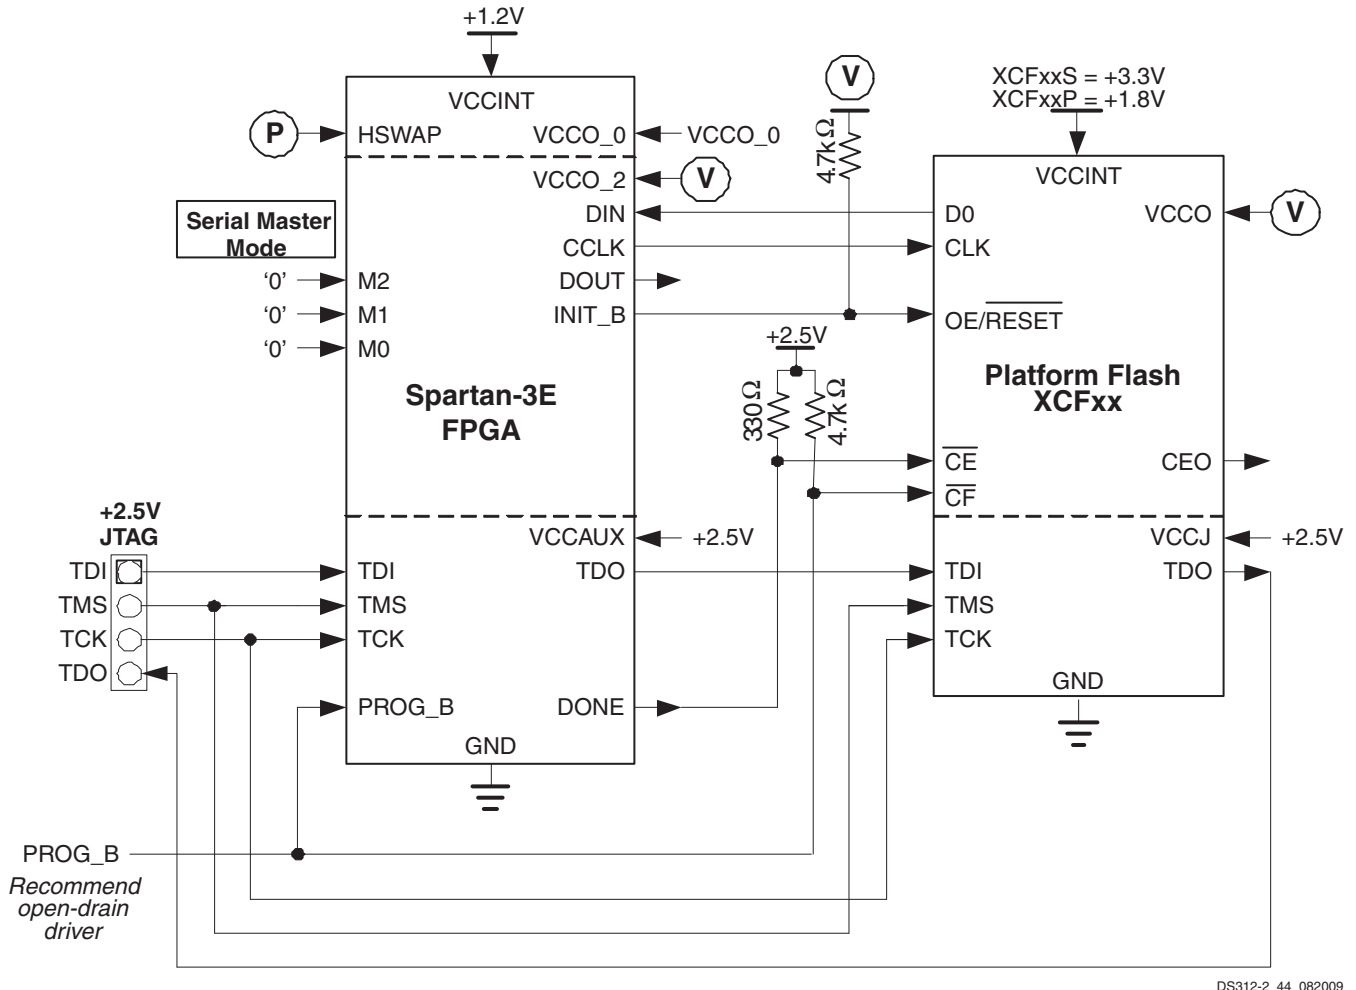 +1.2V
XCFxxS = +3.3V
XCFxxP = +1.8V
V
4.7kΩ
VCCINT
P
HSWAP
VCCO_0
VCCO_0
VCCO_2
V
VCCINT
Serial Master
Mode
DIN
D0
VCCO
V
CCLK
CLK
'0'
M2
DOUT
'0'
M1
INIT_B
OE/RESET
'0'
M0
+2.5V
Spartan-3E
FPGA
330Ω
4.7kΩ
Platform Flash
XCFxx
CE
CEO
CF
+2.5V
JTAG
VCCAUX
+2.5V
VCCJ
+2.5V
TDI
TDI
TDO
TDI
TDO
TMS
TMS
TMS
TCK
TCK
TCK
TDO
GND
PROG_B
DONE
GND
PROG_B
Recommend
open-drain
driver
DS312-2_44_082009